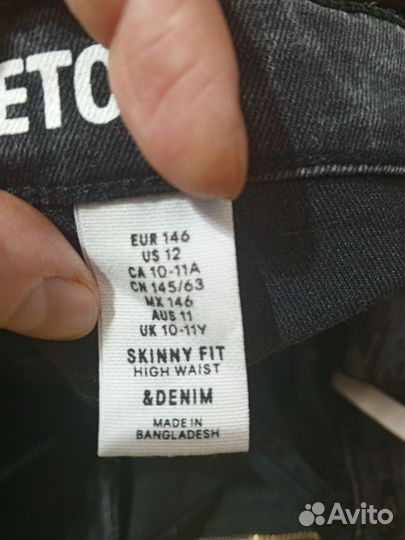 ETC
EUR 146
US 12
CA 10-11A
CN 145/63
MX 146
AUS 11
UK 10-11Y
SKINNY FIT
HIGH WAIST
&DENIM
MADE IN
BANGLADESH
Avito